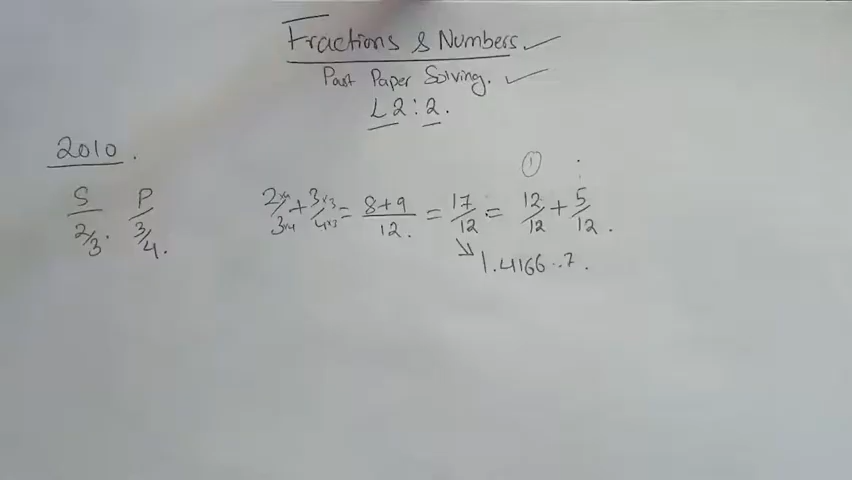 Fractions & Numbers ✓
Past Paper Solving. ✓
L2:2.
2010.
S P
2/3. 3/4.
①
2×4/3×4 + 3×3/4×3 = 8+9/12. = 17/12 = 12/12 + 5/12.
↘ 1.4166..7.